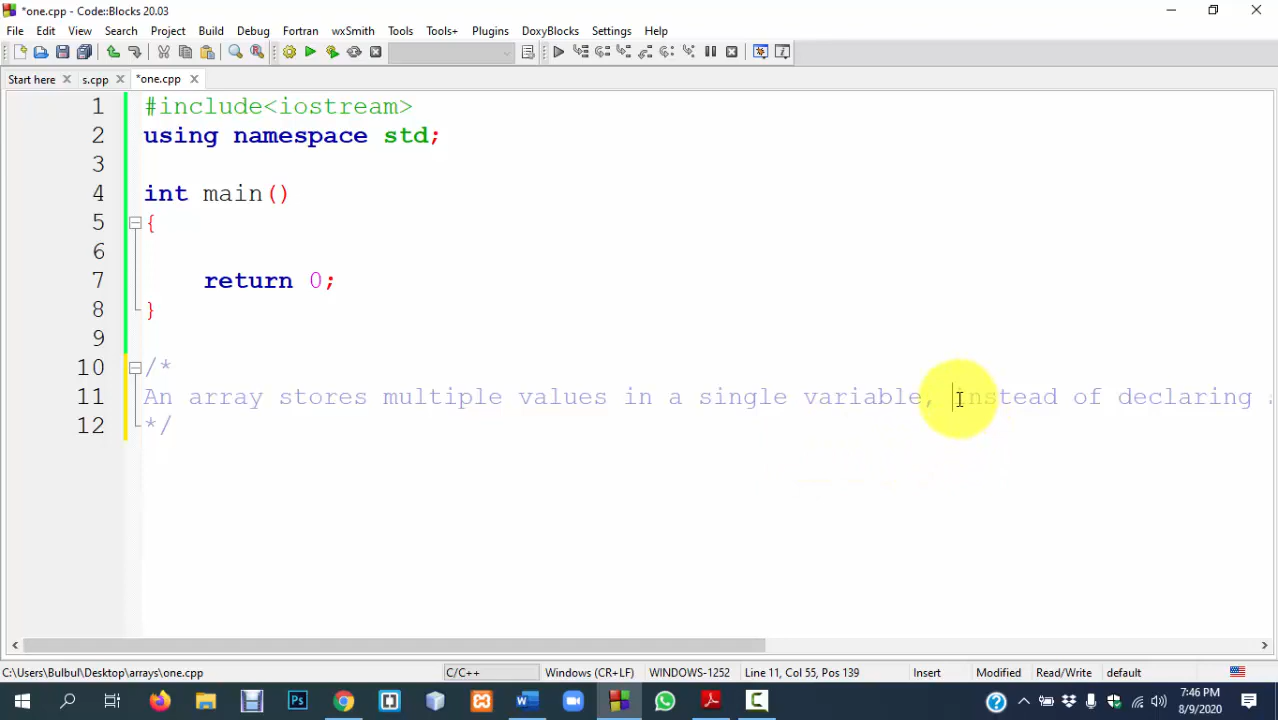 *one.cpp - Code::Blocks 20.03
File Edit View Search Project Build Debug Fortran wxSmith Tools Tools+ Plugins DoxyBlocks Settings Help
Start here s.cpp *one.cpp
1 #include<iostream>
2 using namespace std;
3
4 int main()
5 {
6
7 return 0;
8 }
9
10 /*
11 An array stores multiple values in a single variable, instead of declaring
12 */
C:\Users\Bulbul\Desktop\arrays\one.cpp C/C++ Windows (CR+LF) WINDOWS-1252 Line 11, Col 55, Pos 139 Insert Modified Read/Write default
7:46 PM
8/9/2020